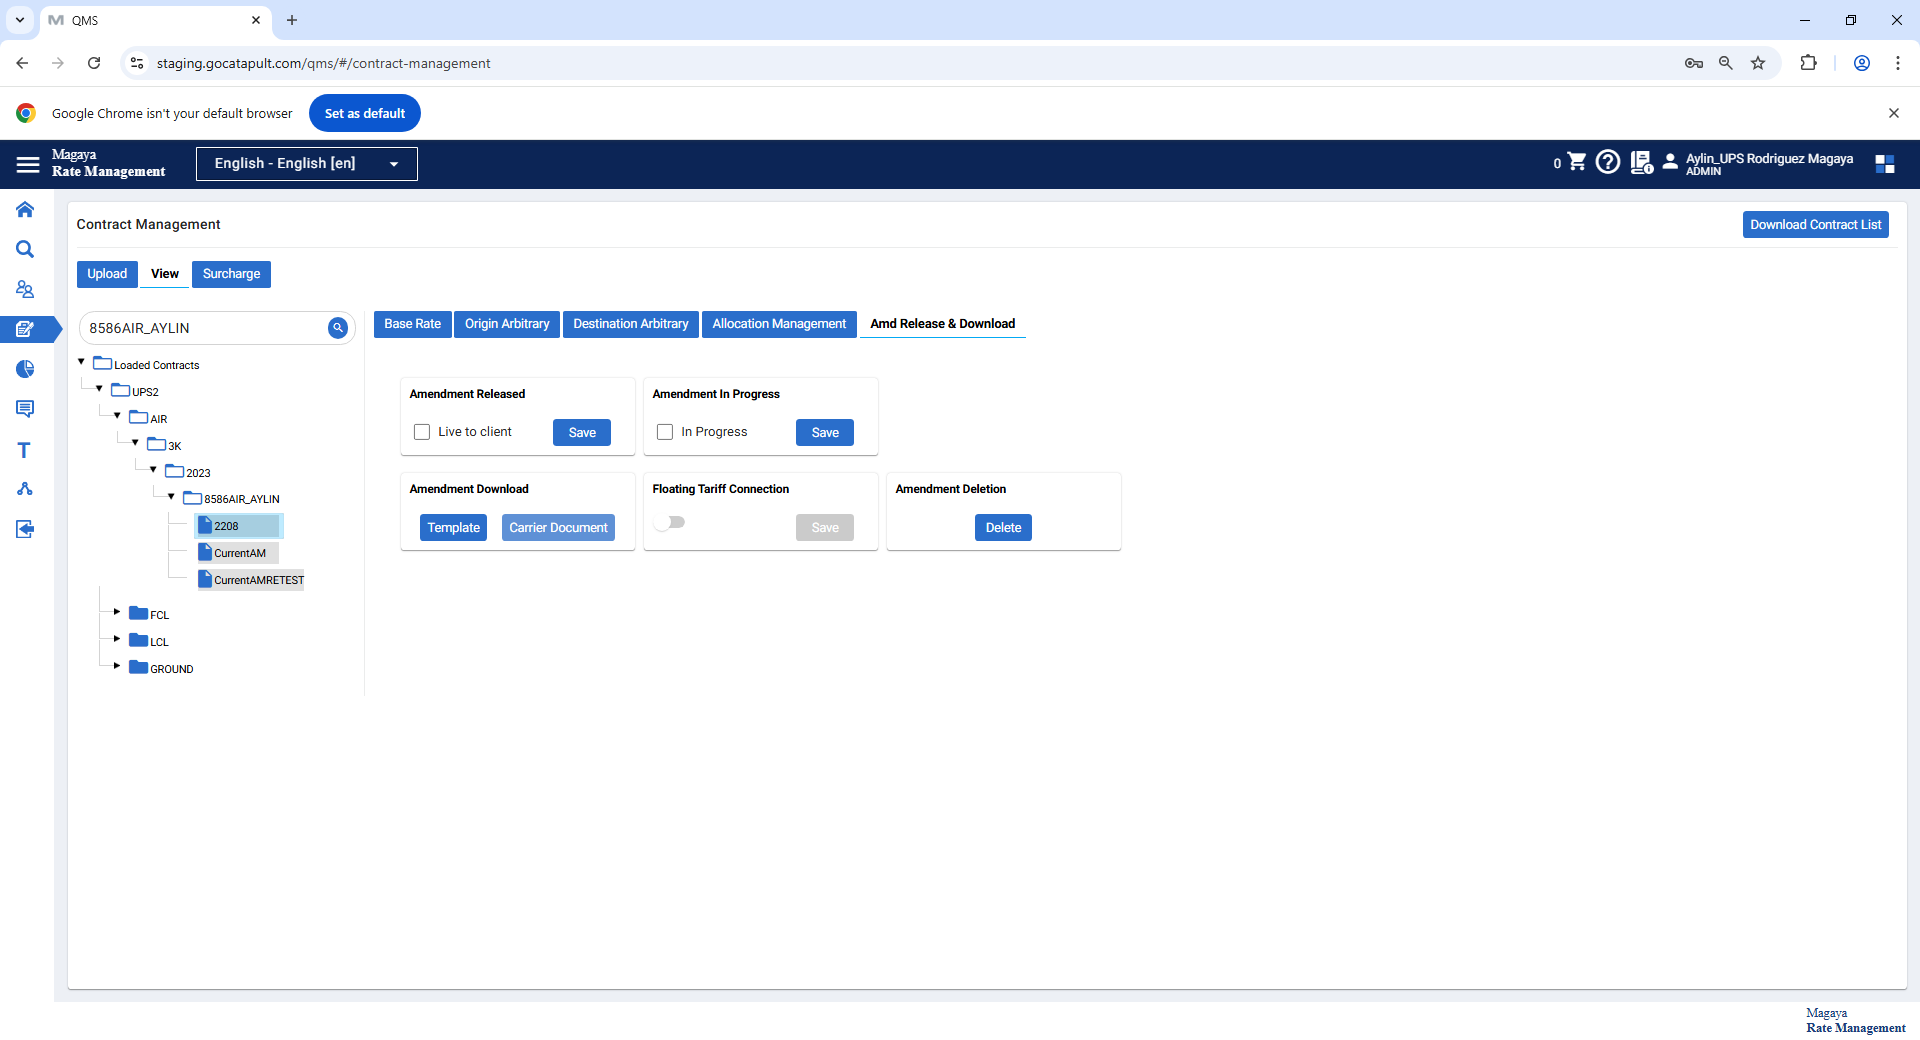 QMS
staging.gocatapult.com/qms/#/contract-management
Google Chrome isn't your default browser
Set as default
Magaya
Rate Management
English - English [en]
0
Aylin_UPS Rodriguez Magaya
ADMIN
Contract Management
Download Contract List
Upload
View
Surcharge
8586AIR_AYLIN
Base Rate
Origin Arbitrary
Destination Arbitrary
Allocation Management
Amd Release & Download
Loaded Contracts
UPS2
AIR
3K
2023
8586AIR_AYLIN
2208
CurrentAM
CurrentAMRETEST
FCL
LCL
GROUND
Amendment Released
Live to client
Save
Amendment In Progress
In Progress
Save
Amendment Download
Template
Carrier Document
Floating Tariff Connection
Save
Amendment Deletion
Delete
Magaya
Rate Management